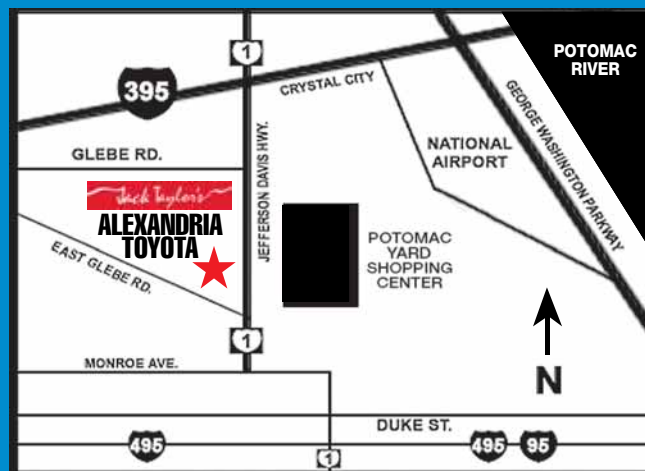 1
POTOMAC
RIVER
395
CRYSTAL CITY
GEORGE WASHINGTON PARKWAY
GLEBE RD.
JEFFERSON DAVIS HWY.
NATIONAL
AIRPORT
Jack Taylor's
ALEXANDRIA
TOYOTA
EAST GLEBE RD.
POTOMAC
YARD
SHOPPING
CENTER
1
MONROE AVE.
N
DUKE ST.
495
495
95
1